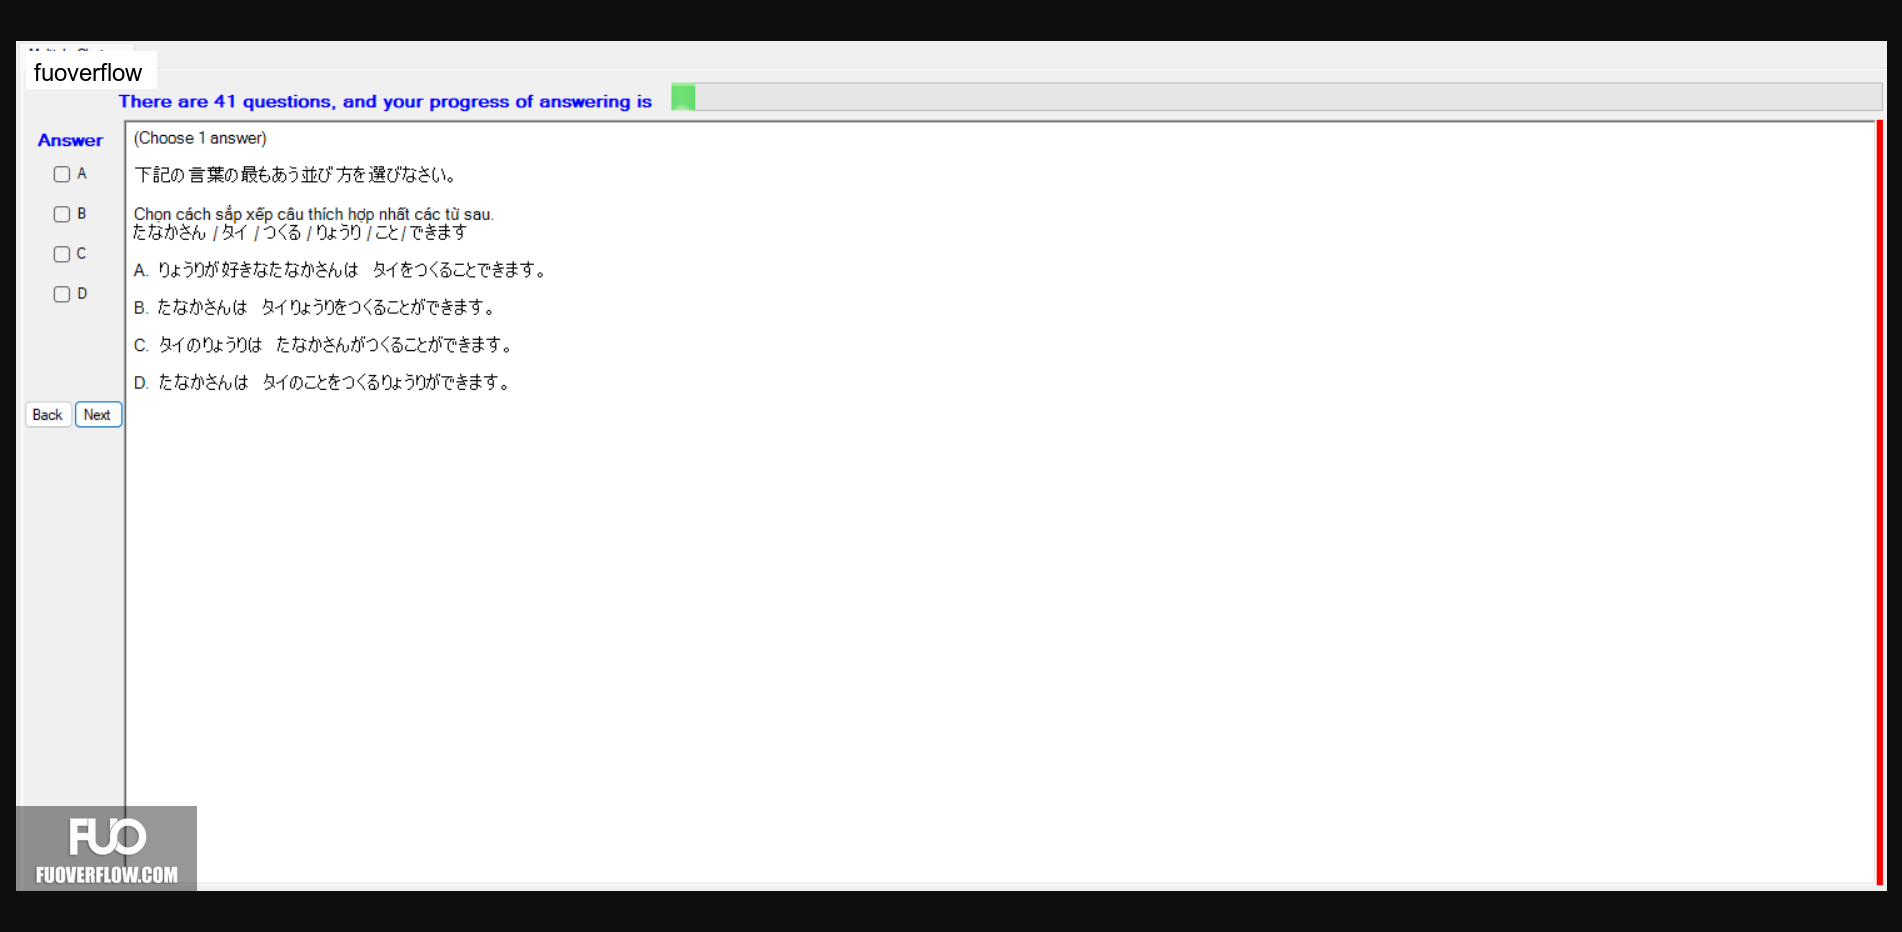 fuoverflow
There are 41 questions, and your progress of answering is
Answer
(Choose 1 answer)
A
下記の言葉の最もあう並び方を選びなさい。
B
Chọn cách sắp xếp câu thích hợp nhất các từ sau.
たなかさん / タイ / つくる / りょうり / こと / できます
C
A. りょうりが好きなたなかさんは　タイをつくることできます。
D
B. たなかさんは　タイりょうりをつくることができます。
C. タイのりょうりは　たなかさんがつくることができます。
D. たなかさんは　タイのことをつくるりょうりができます。
Back Next
FUO
FUOVERFLOW.COM